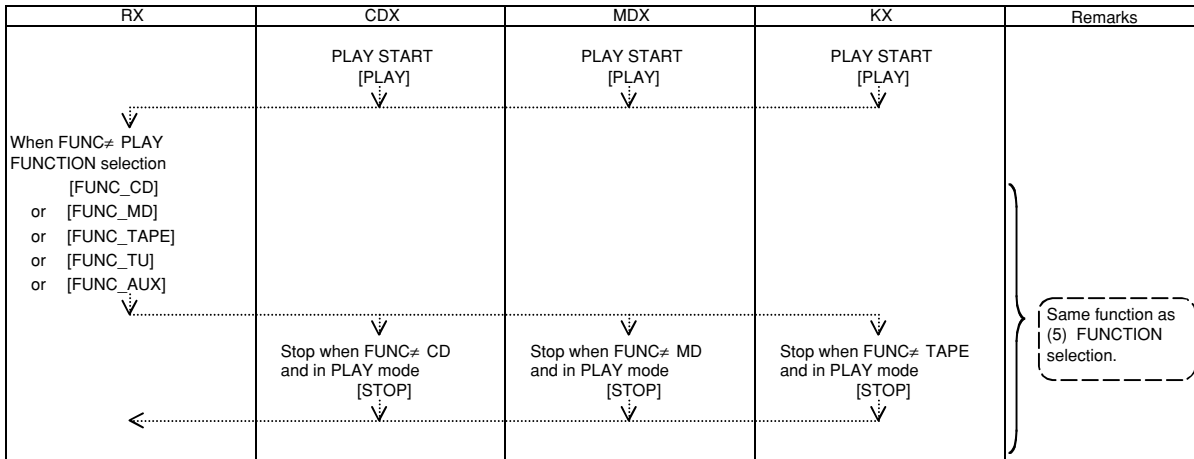 RX CDX MDX KX Remarks
PLAY START PLAY START PLAY START
[PLAY] [PLAY] [PLAY]
When FUNC≠ PLAY
FUNCTION selection
[FUNC_CD]
or [FUNC_MD]
or [FUNC_TAPE]
or [FUNC_TU]
or [FUNC_AUX]
Stop when FUNC≠ CD
and in PLAY mode
[STOP]
Stop when FUNC≠ MD
and in PLAY mode
[STOP]
Stop when FUNC≠ TAPE
and in PLAY mode
[STOP]
Same function as
(5) FUNCTION
selection.